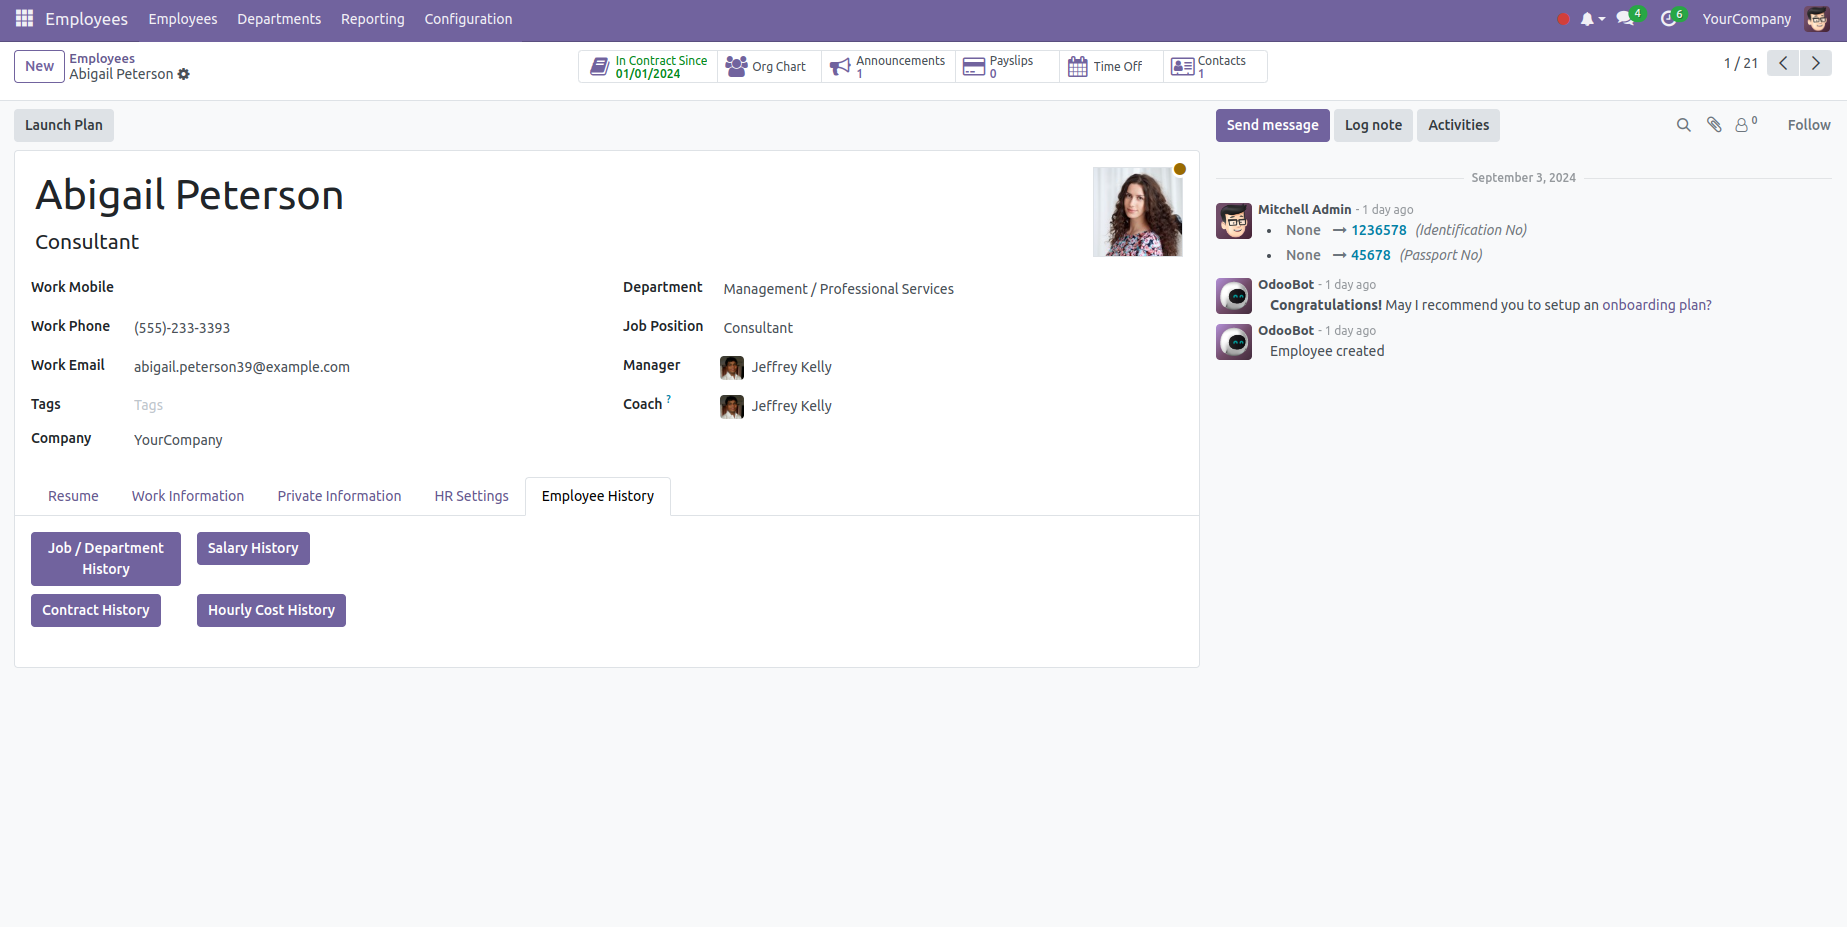 Employees Employees Departments Reporting Configuration 4 6 YourCompany
New Employees
Abigail Peterson
In Contract Since
01/01/2024
Org Chart
Announcements
1
Payslips
0
Time Off
Contacts
1
1 / 21
Launch Plan
Send message Log note Activities 0 Follow
Abigail Peterson
Consultant
Work Mobile
Work Phone (555)-233-3393
Work Email abigail.peterson39@example.com
Tags Tags
Company YourCompany
Department Management / Professional Services
Job Position Consultant
Manager Jeffrey Kelly
Coach ? Jeffrey Kelly
Resume Work Information Private Information HR Settings Employee History
Job / Department
History
Salary History
Contract History Hourly Cost History
September 3, 2024
Mitchell Admin - 1 day ago
• None → 1236578 (Identification No)
• None → 45678 (Passport No)
OdooBot - 1 day ago
Congratulations! May I recommend you to setup an onboarding plan?
OdooBot - 1 day ago
Employee created